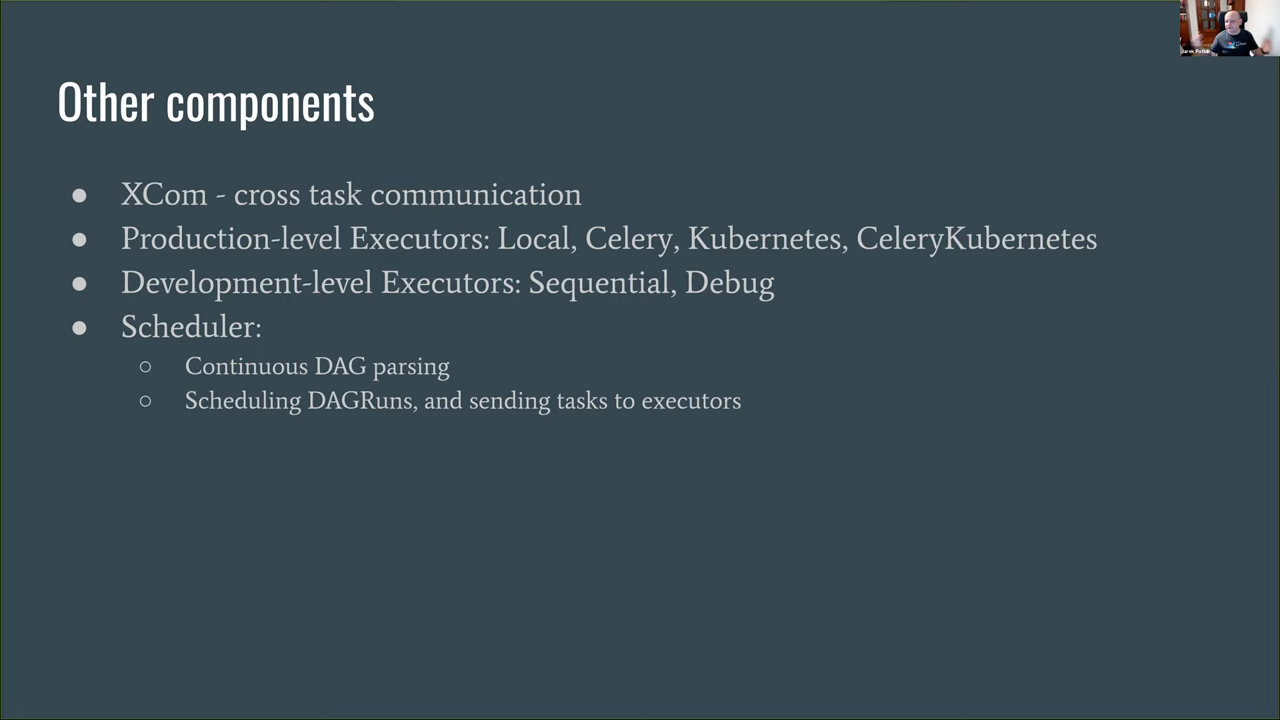 Other components
● XCom - cross task communication
● Production-level Executors: Local, Celery, Kubernetes, CeleryKubernetes
● Development-level Executors: Sequential, Debug
● Scheduler:
○ Continuous DAG parsing
○ Scheduling DAGRuns, and sending tasks to executors